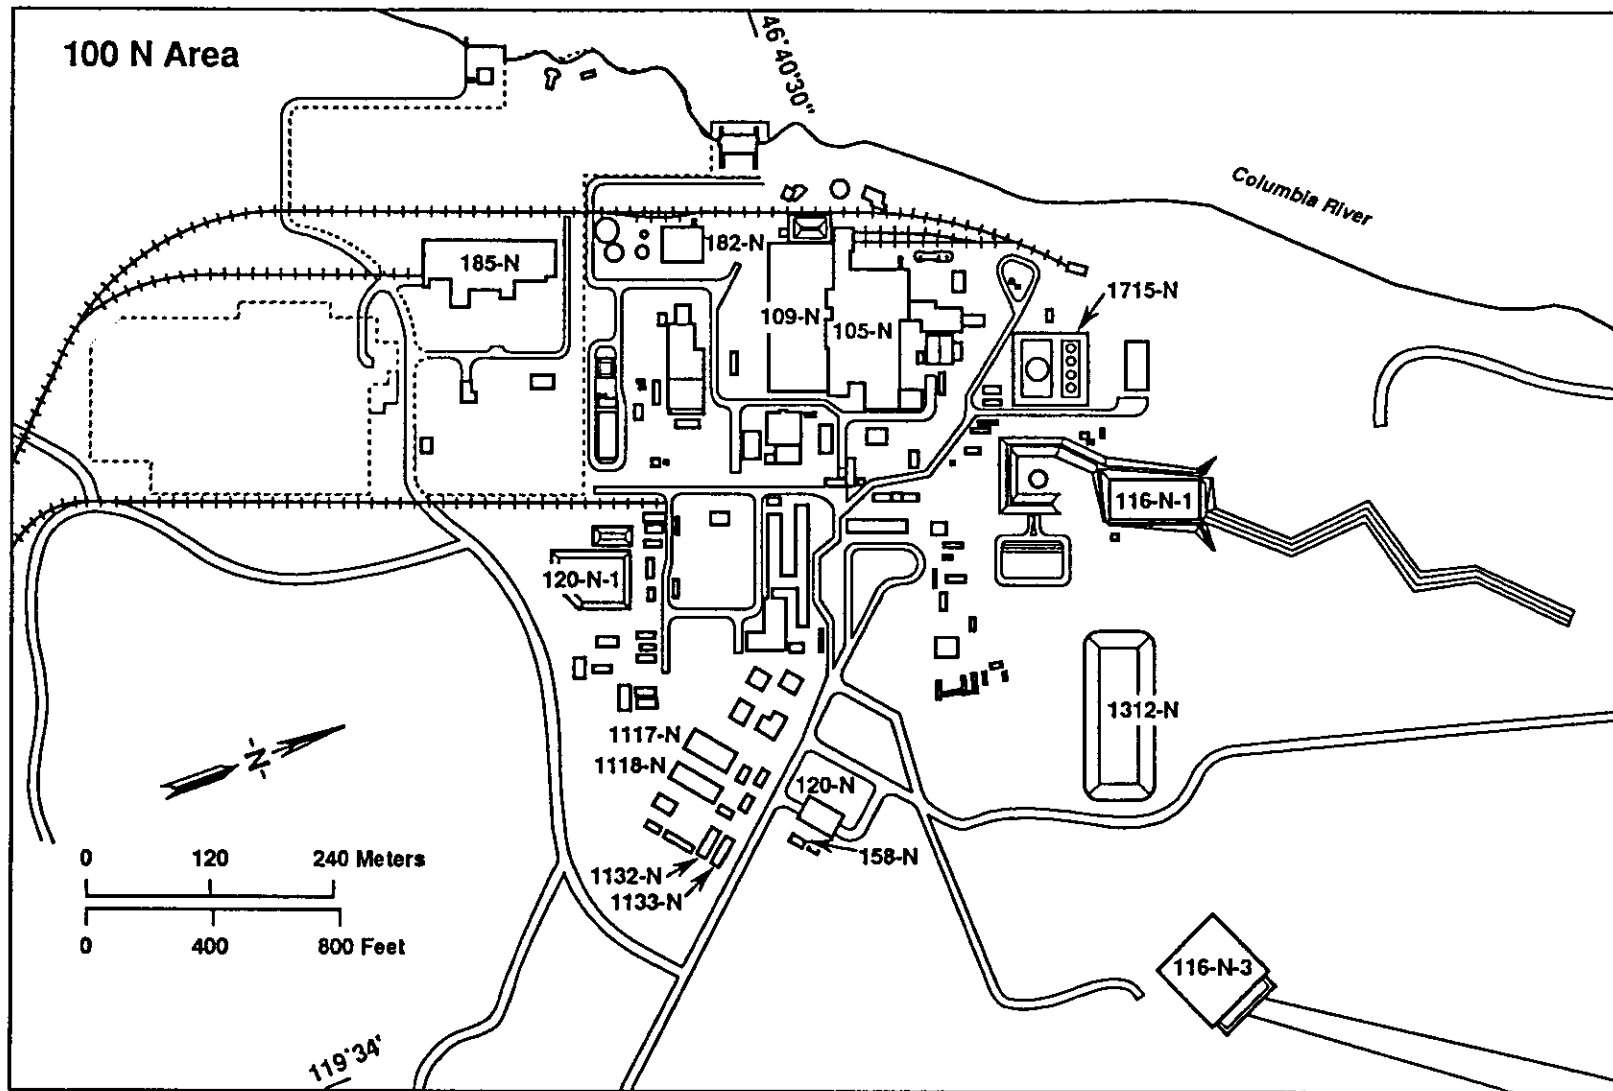 100 N Area
46°40'30"
Columbia River
182-N
185-N
1715-N
109-N
105-N
116-N-1
120-N-1
1312-N
1117-N
1118-N
N
120-N
0 120 240 Meters
158-N
1132-N
1133-N
0 400 800 Feet
116-N-3
119°34'